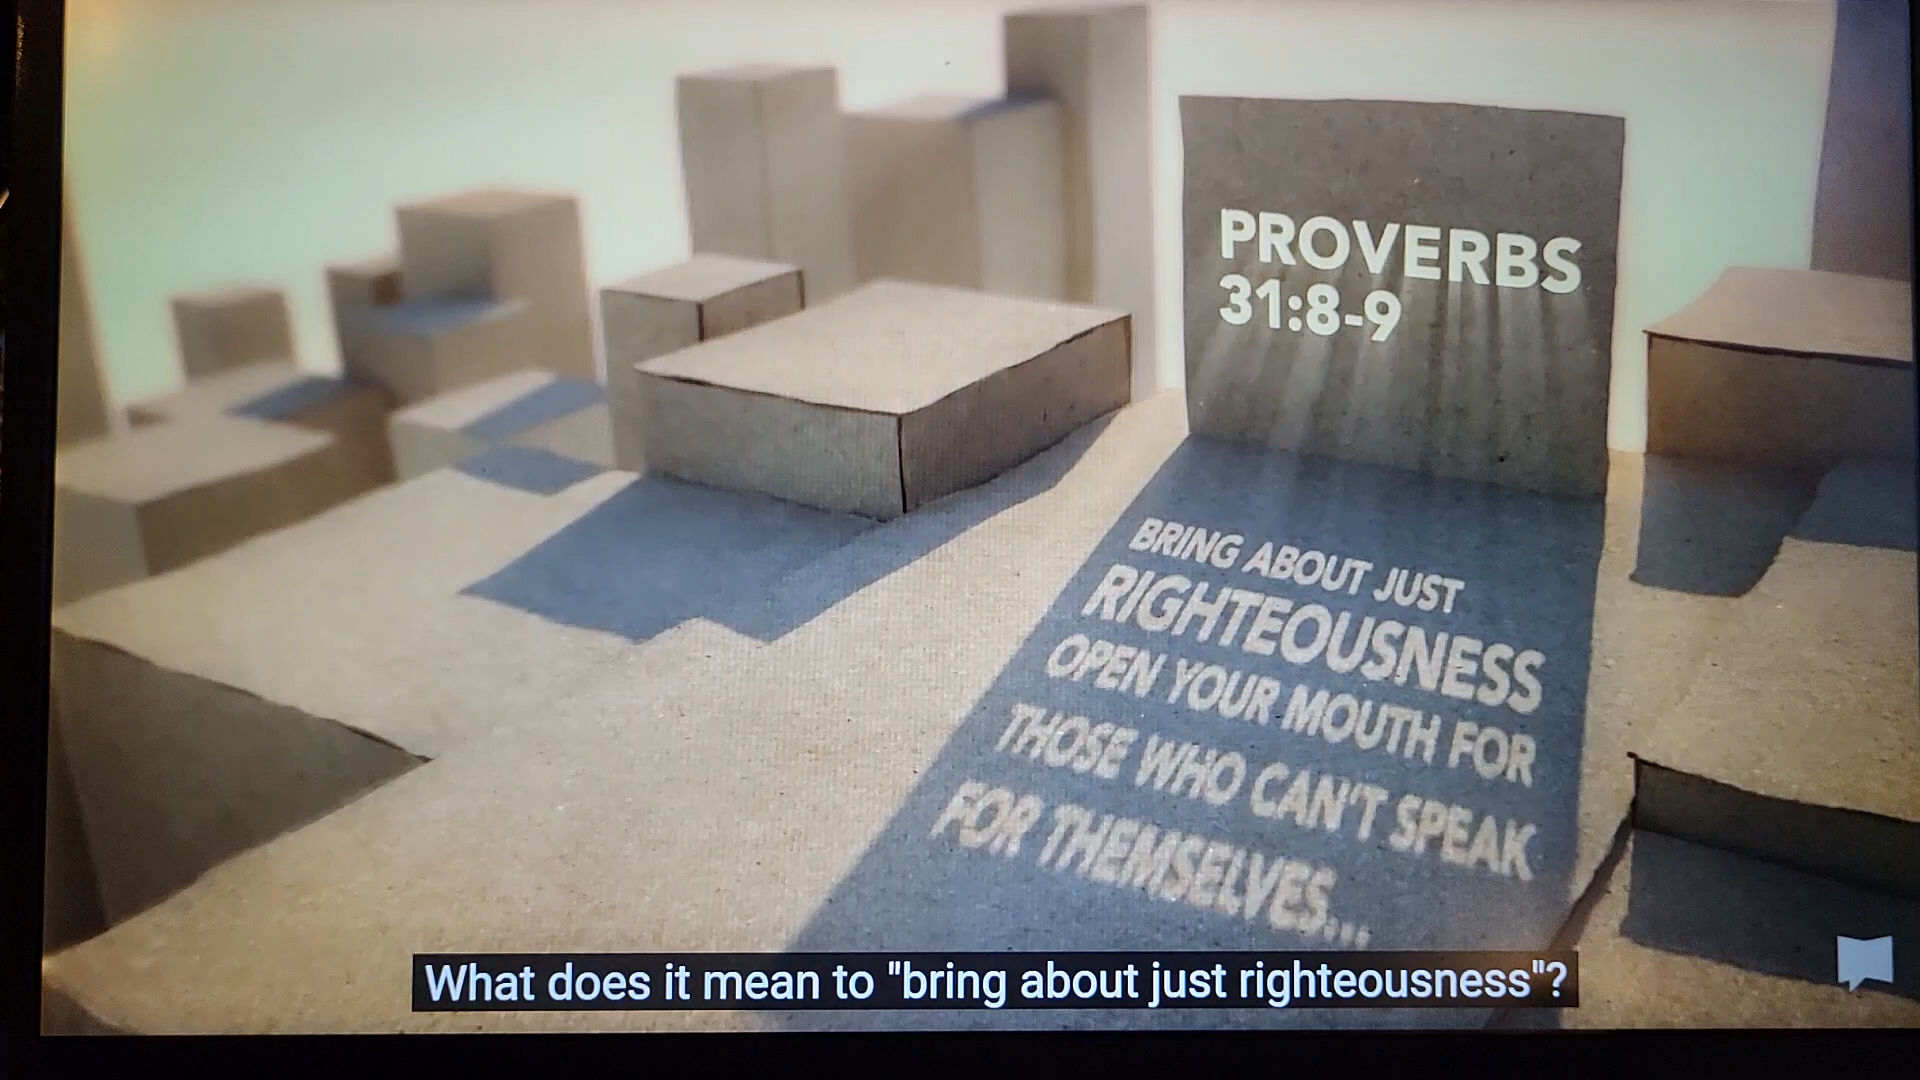 PROVERBS
31:8-9
BRING ABOUT JUST
RIGHTEOUSNESS
OPEN YOUR MOUTH FOR
THOSE WHO CAN'T SPEAK
FOR THEMSELVES...
What does it mean to "bring about just righteousness"?